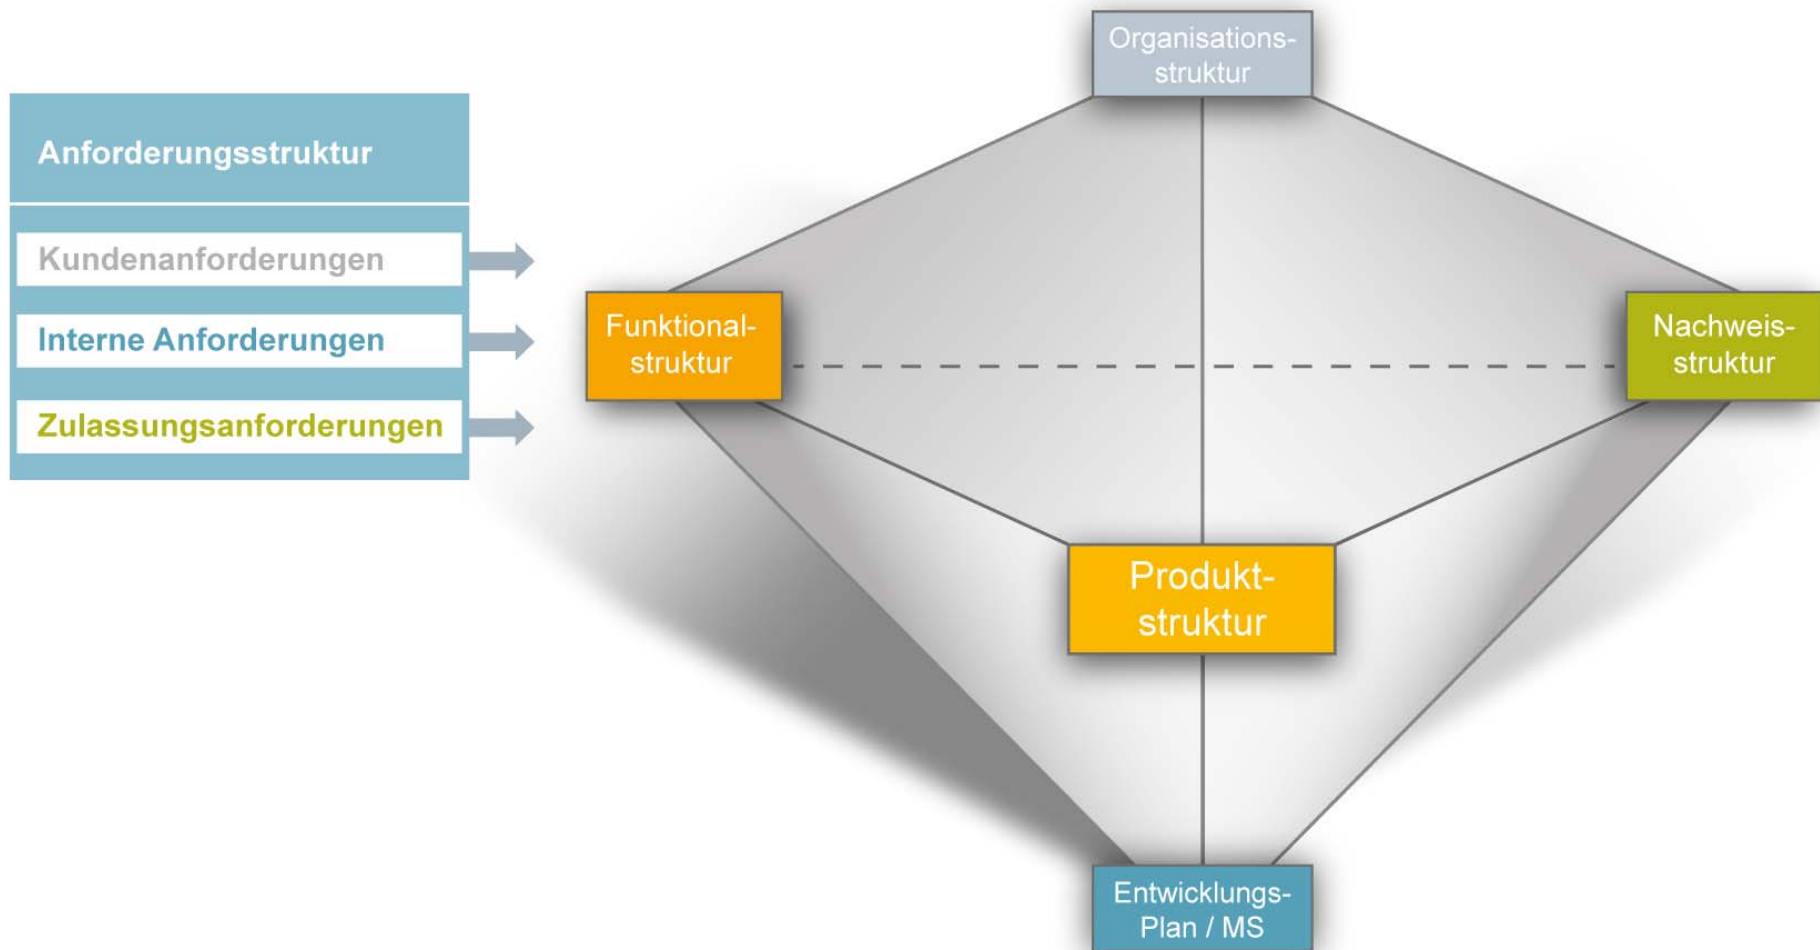 Anforderungsstruktur
Kundenanforderungen
Interne Anforderungen
Zulassungsanforderungen
Organisations-
struktur
Funktional-
struktur
Nachweis-
struktur
Produkt-
struktur
Entwicklungs-
Plan / MS